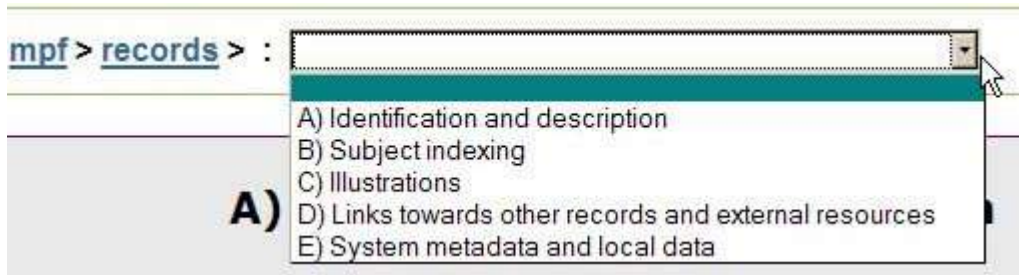 mpf > records > :
A) Identification and description
B) Subject indexing
C) Illustrations
A) D) Links towards other records and external resources
E) System metadata and local data